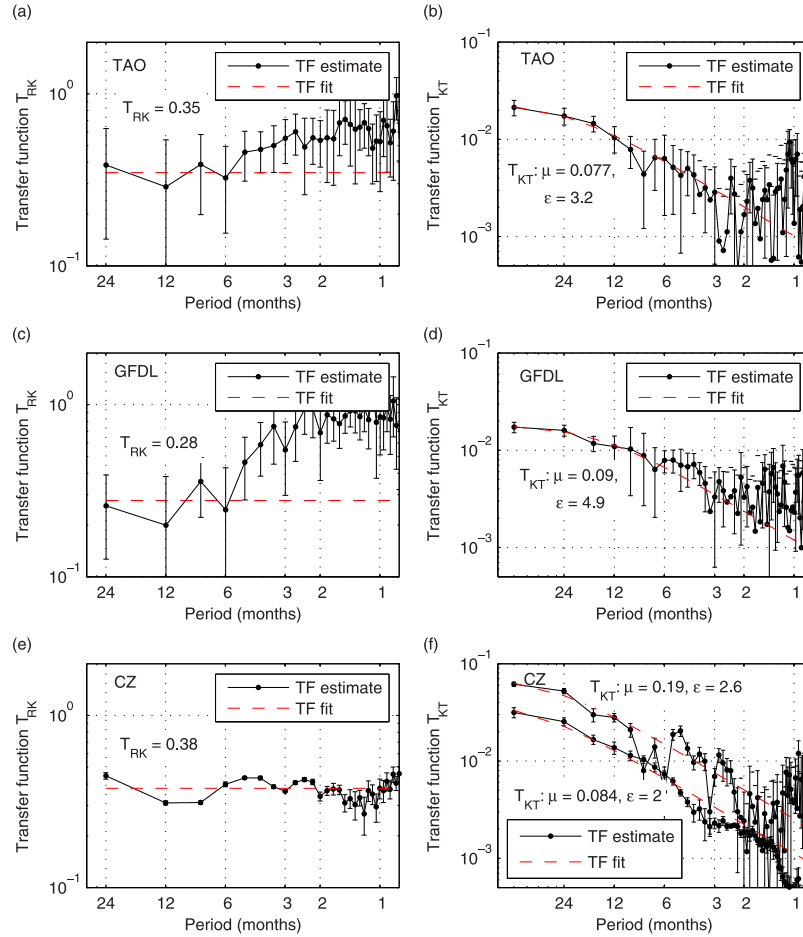 (a)
10^0
10^-1
Transfer function T_RK
TAO
T_RK = 0.35
TF estimate
TF fit
24 12 6 3 2 1
Period (months)
(b)
10^-1
10^-2
10^-3
Transfer function T_KT
TAO
TF estimate
TF fit
T_KT: μ = 0.077,
ε = 3.2
24 12 6 3 2 1
Period (months)
(c)
10^0
10^-1
Transfer function T_RK
GFDL
T_RK = 0.28
TF estimate
TF fit
24 12 6 3 2 1
Period (months)
(d)
10^-1
10^-2
10^-3
Transfer function T_KT
GFDL
TF estimate
TF fit
T_KT: μ = 0.09,
ε = 4.9
24 12 6 3 2 1
Period (months)
(e)
10^0
10^-1
Transfer function T_RK
CZ
T_RK = 0.38
TF estimate
TF fit
24 12 6 3 2 1
Period (months)
(f)
10^-1
10^-2
10^-3
Transfer function T_KT
CZ
T_KT: μ = 0.19, ε = 2.6
T_KT: μ = 0.084, ε = 2
TF estimate
TF fit
24 12 6 3 2 1
Period (months)